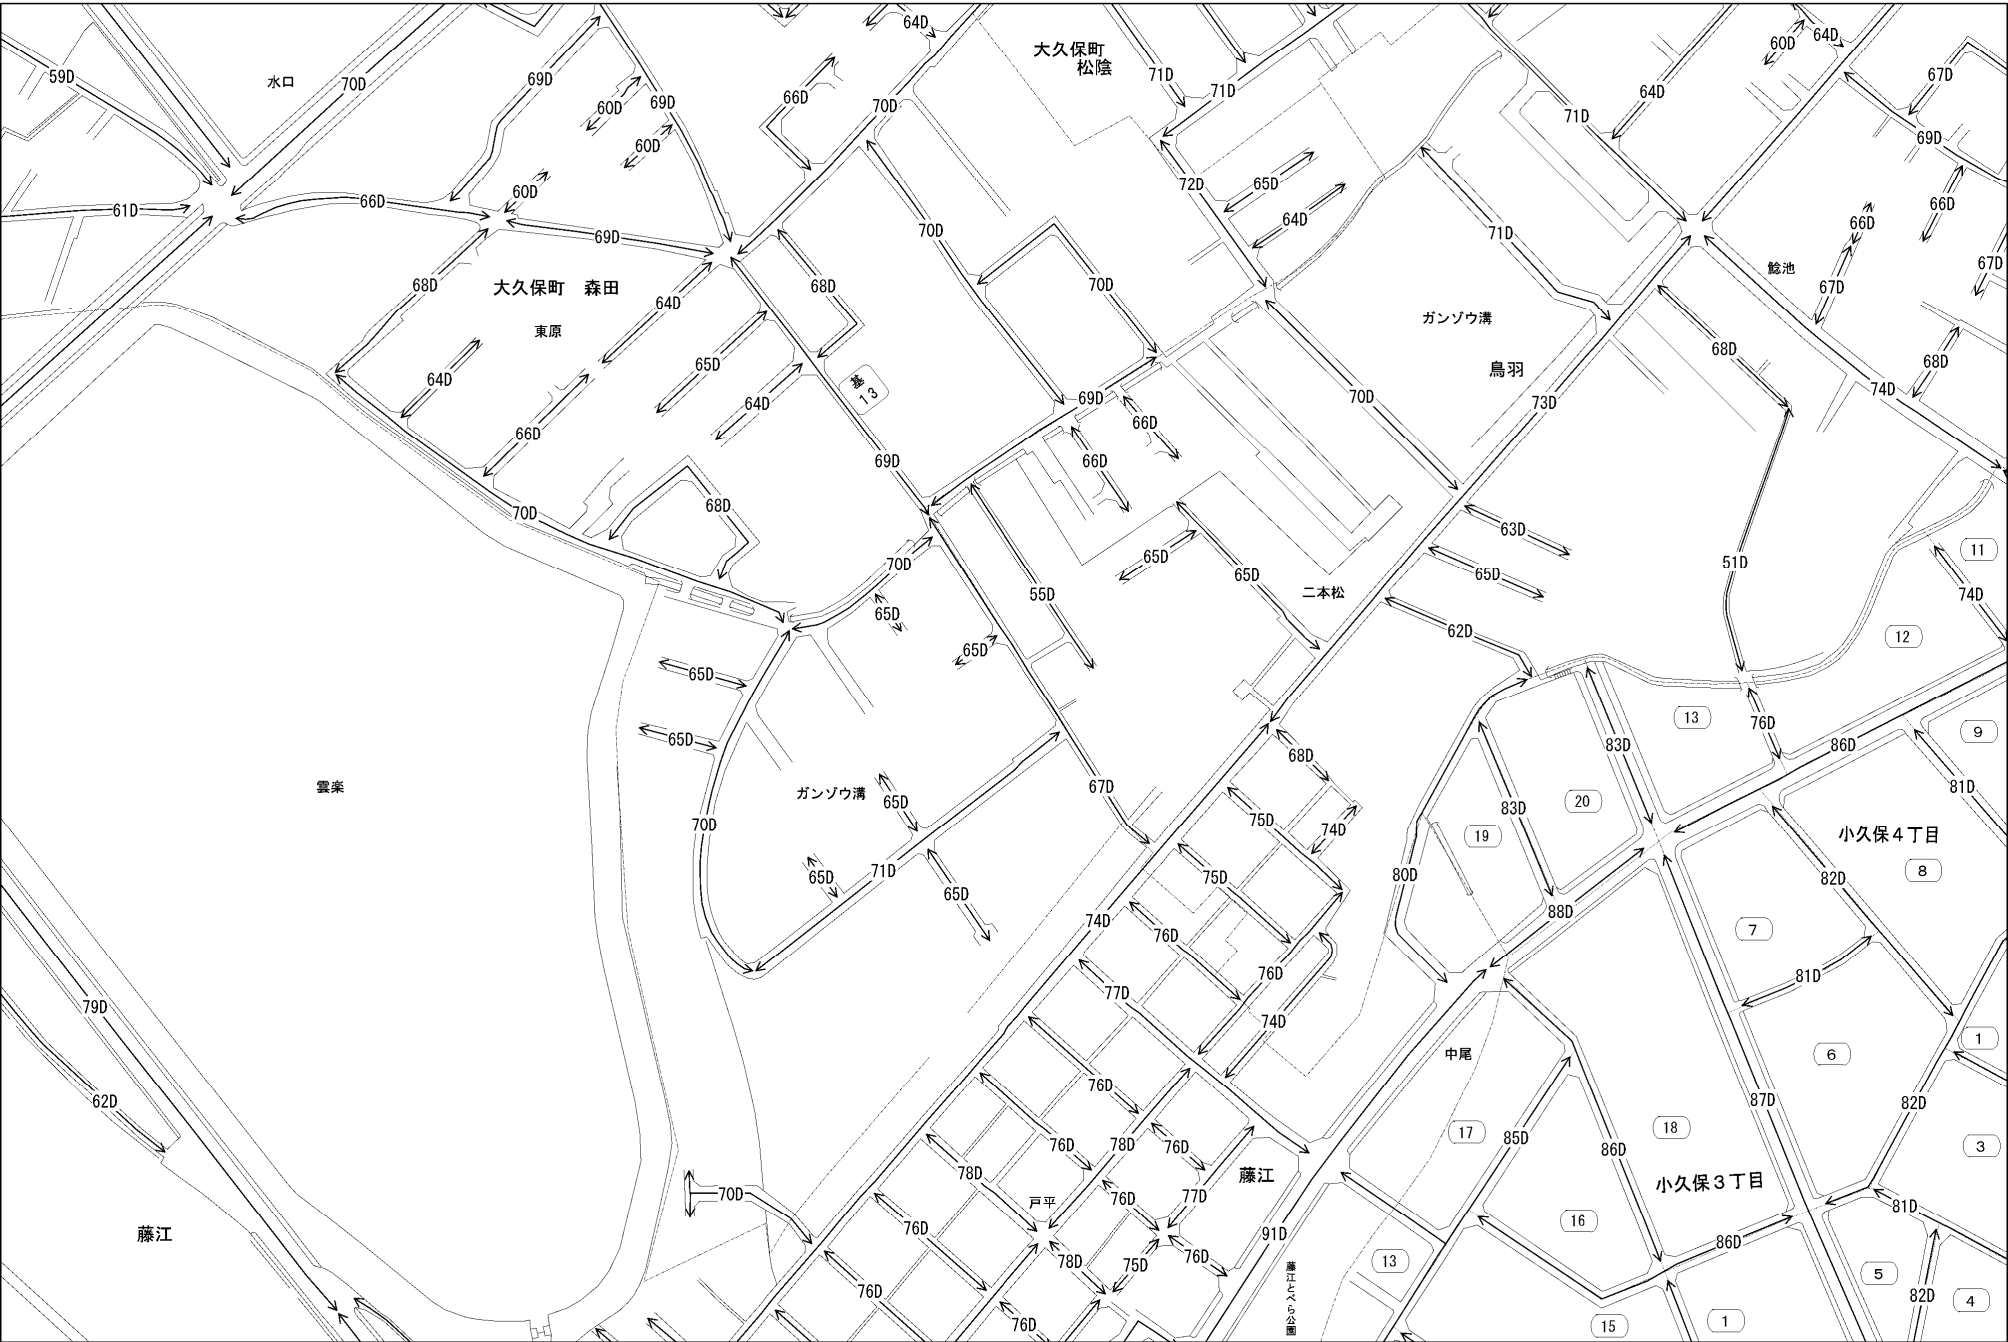 64D
大久保町
松陰
64D
60D
59D
水口
70D
69D
60D
69D
66D
70D
71D
71D
71D
64D
67D
69D
60D
60D
72D
65D
64D
61D
66D
69D
70D
71D
66D
66D
67D
鯰池
67D
68D
大久保町 森田
東原
64D
68D
70D
ガンゾウ溝
鳥羽
68D
68D
74D
65D
基
13
64D
64D
66D
69D
66D
70D
73D
69D
66D
68D
70D
63D
65D
65D
65D
51D
11
74D
12
70D
65D
55D
二本松
62D
65D
65D
65D
13
76D
86D
9
83D
68D
67D
81D
雲楽
ガンゾウ溝
65D
70D
65D
71D
65D
75D
74D
75D
83D
20
19
小久保4丁目
8
82D
80D
88D
7
74D
76D
76D
77D
74D
81D
79D
62D
中尾
6
1
76D
87D
82D
76D
78D
76D
17
85D
86D
18
3
78D
藤江
76D
77D
70D
戸平
小久保3丁目
81D
藤江
76D
91D
16
86D
76D
78D
75D
13
5
76D
76D
藤江とべら公園
15
1
82D
4